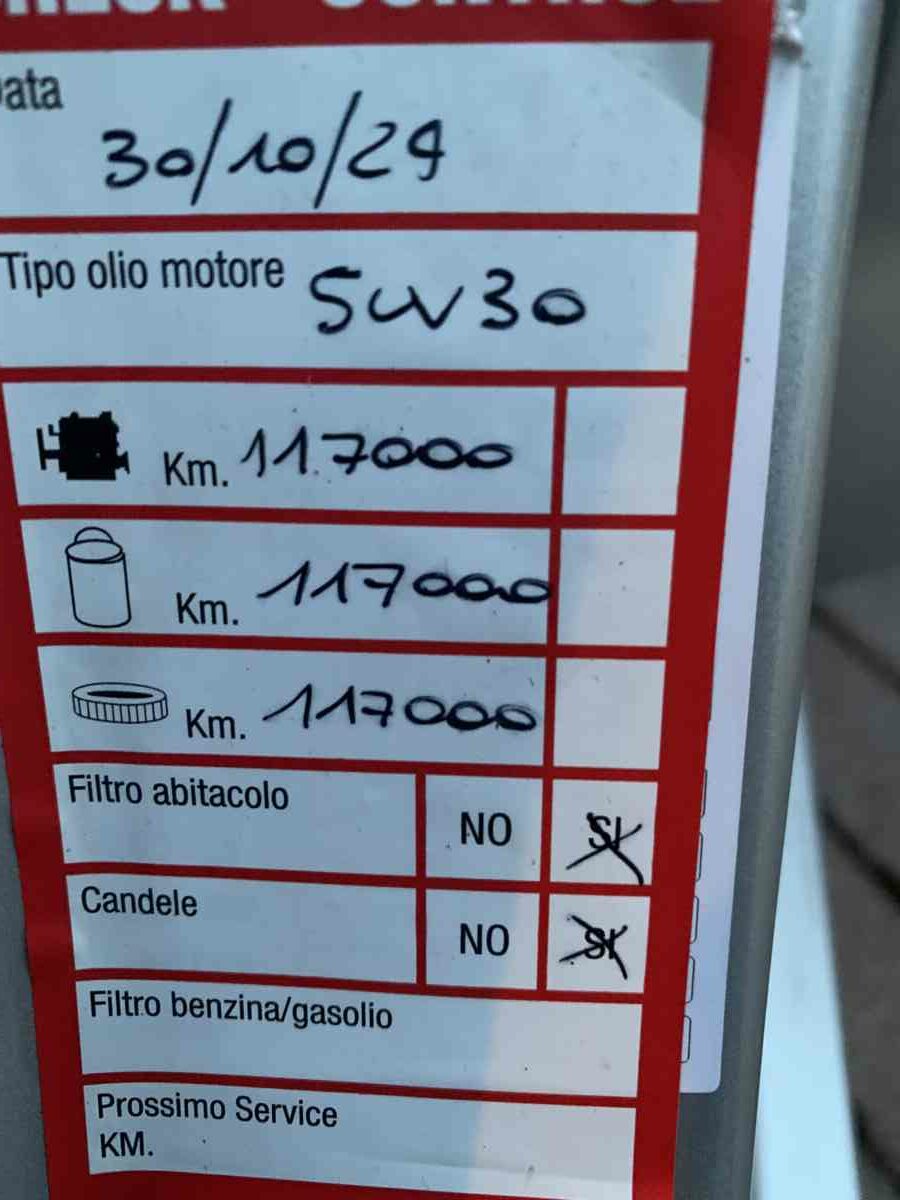 Data
30/10/24
Tipo olio motore 5W30
Km. 117000
Km. 117000
Km. 117000
Filtro abitacolo NO SI
Candele NO SI
Filtro benzina/gasolio
Prossimo Service
KM.